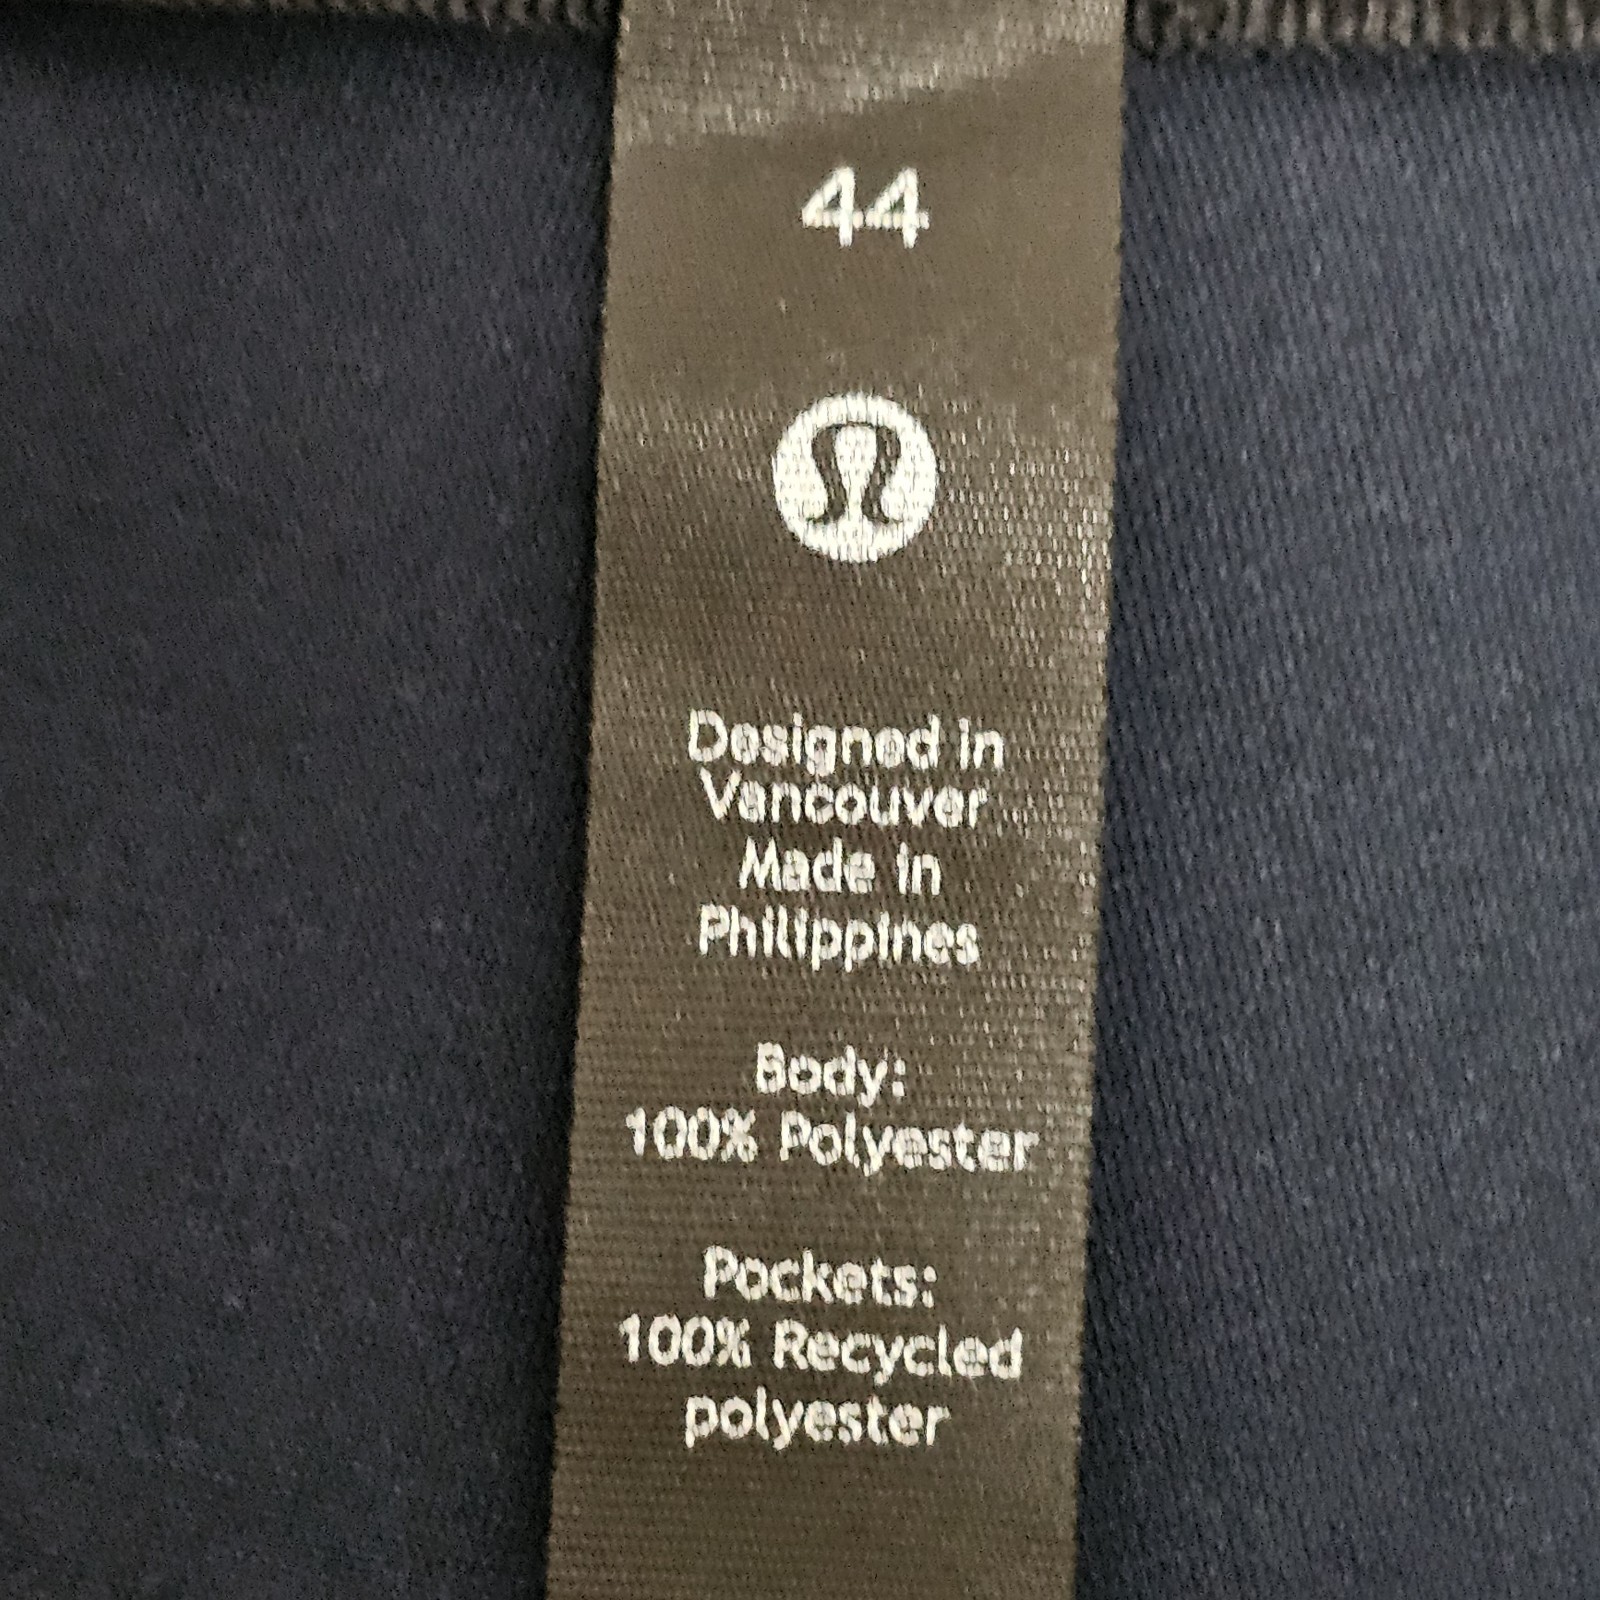 44
Designed in
Vancouver
Made in
Philippines
Body:
100% Polyester
Pockets:
100% Recycled
polyester